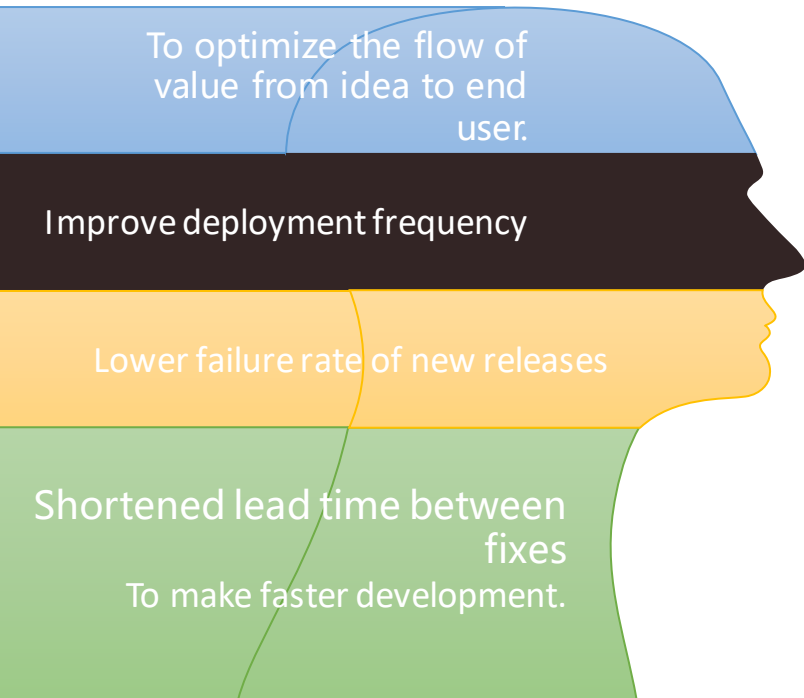 To optimize the flow of
value from idea to end
user.
Improve deployment frequency
Lower failure rate of new releases
Shortened lead time between
fixes
To make faster development.